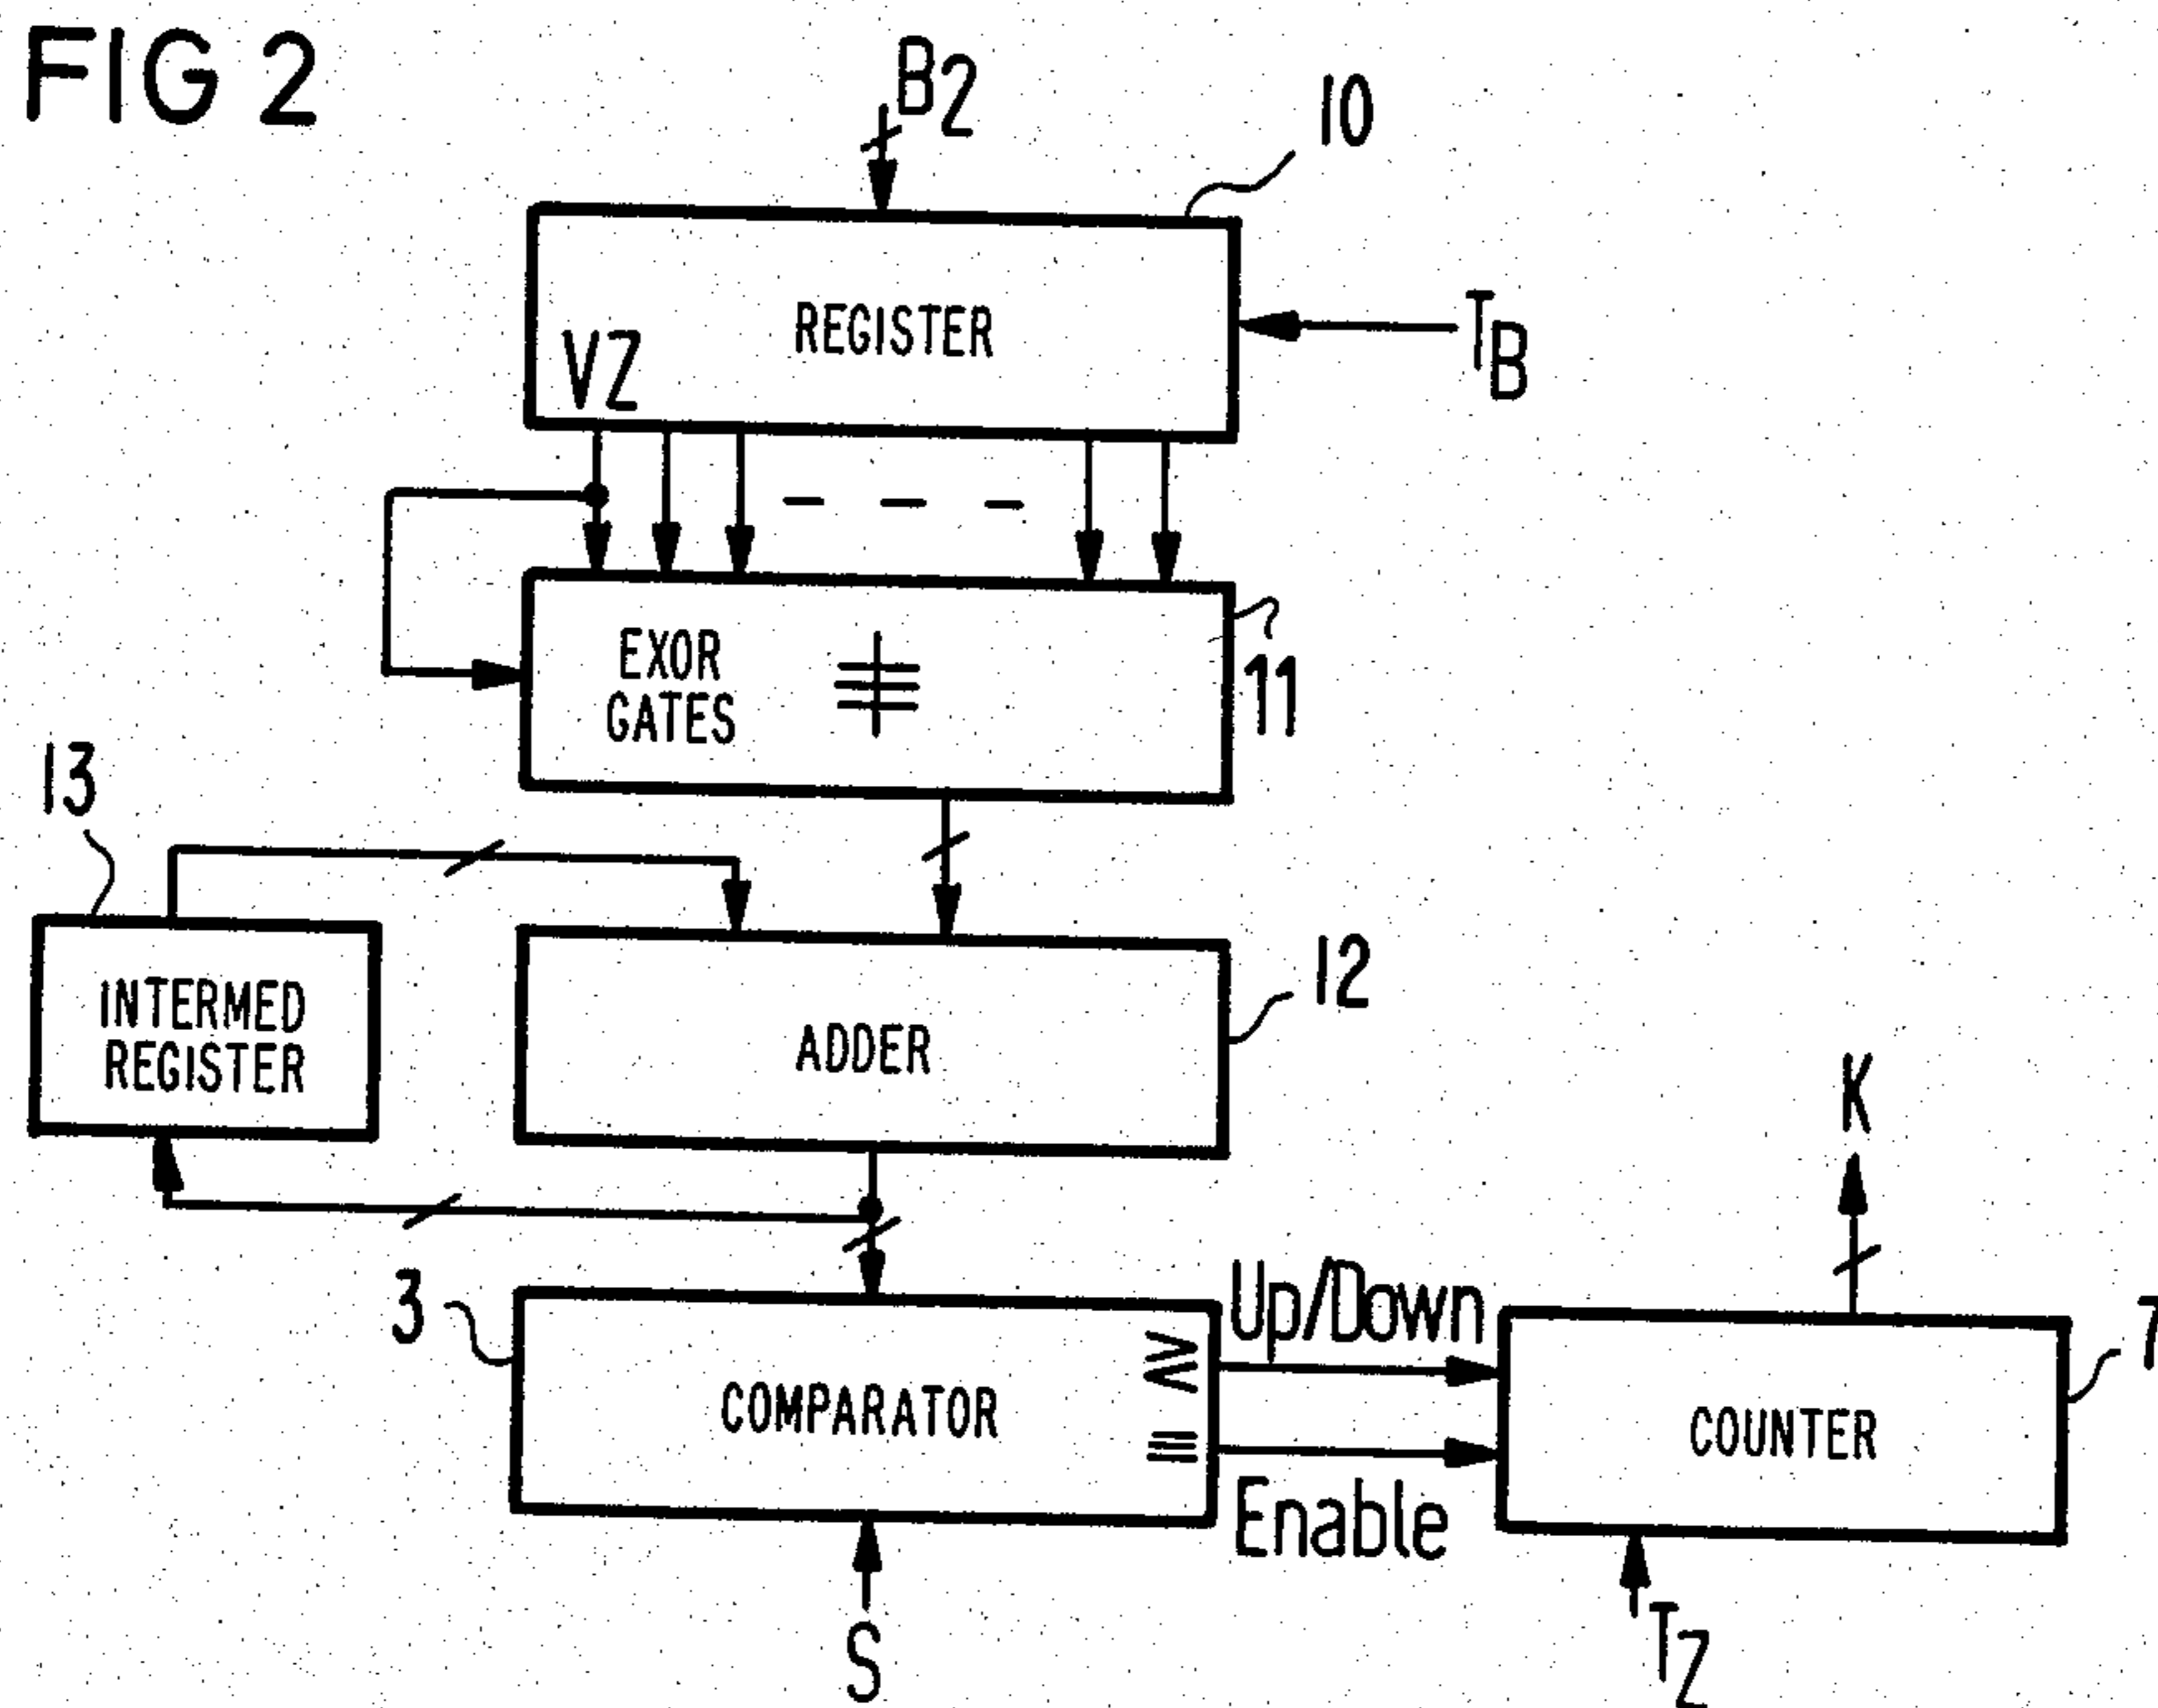 FIG 2
B2
10
REGISTER
VZ
TB
EXOR
GATES
11
13
INTERMED
REGISTER
12
ADDER
K
3
COMPARATOR
><
≡
Up/Down
Enable
7
COUNTER
S
TZ